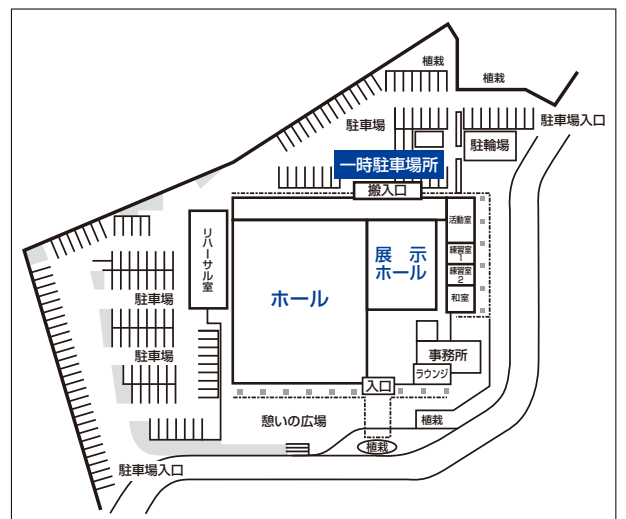 植栽
植栽
駐車場
駐車場入口
駐輪場
一時駐車場所
搬入口
活動室
リハーサル室
展示
ホール
練習室
1
練習室
2
ホール
和室
駐車場
駐車場
事務所
ラウンジ
入口
憩いの広場
植栽
植栽
駐車場入口